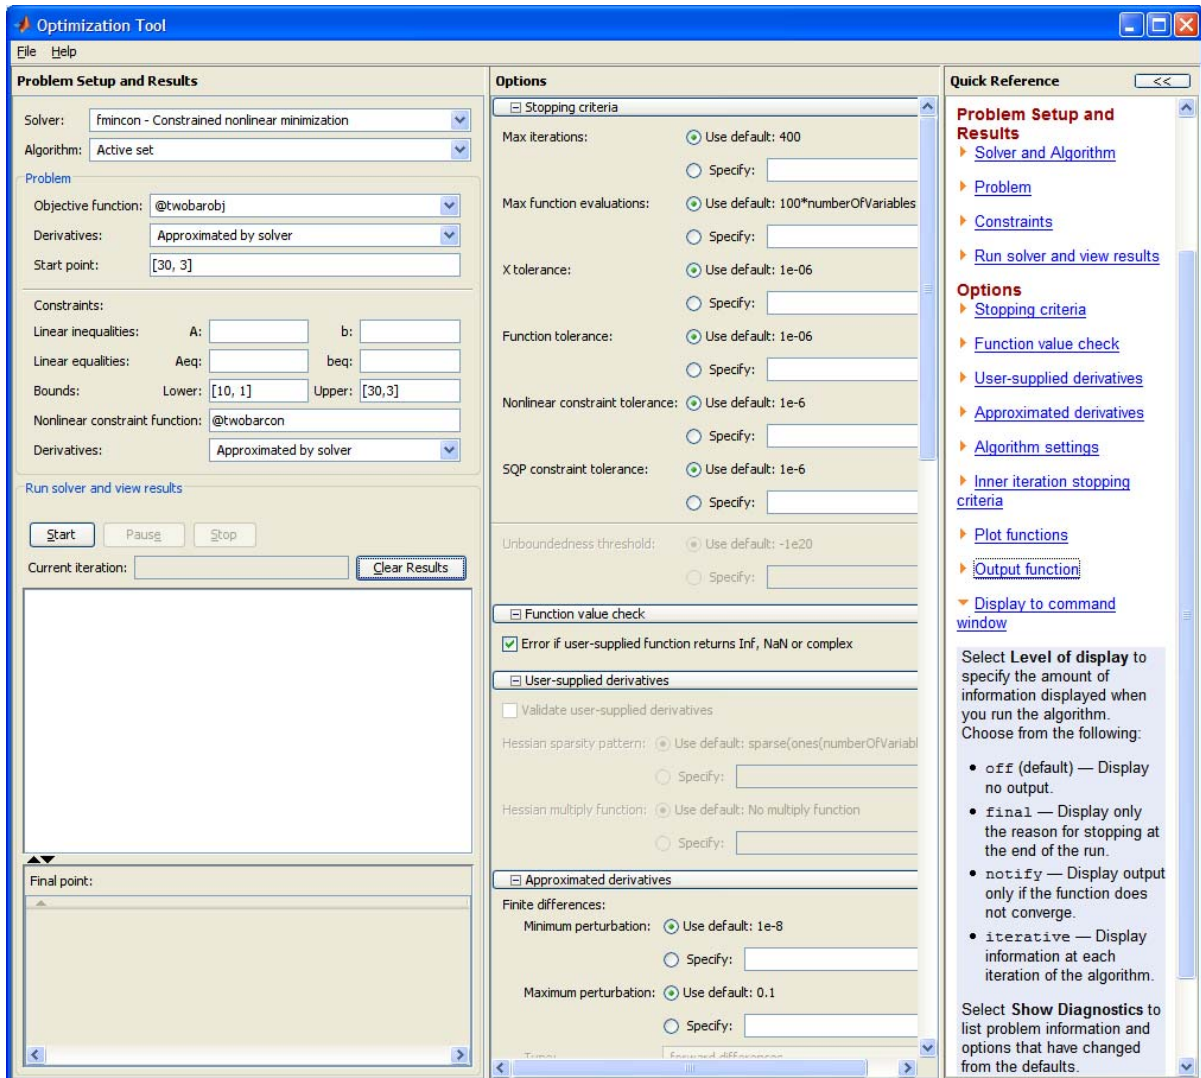 Optimization Tool
File Help
Problem Setup and Results
Solver: fmincon - Constrained nonlinear minimization
Algorithm: Active set
Problem
Objective function: @twobarobj
Derivatives: Approximated by solver
Start point: [30, 3]
Constraints:
Linear inequalities: A: b:
Linear equalities: Aeq: beq:
Bounds: Lower: [10, 1] Upper: [30,3]
Nonlinear constraint function: @twobarcon
Derivatives: Approximated by solver
Run solver and view results
Start Pause Stop
Current iteration: Clear Results
Final point:
Options
Stopping criteria
Max iterations: Use default: 400
Specify:
Max function evaluations: Use default: 100*numberOfVariables
Specify:
X tolerance: Use default: 1e-06
Specify:
Function tolerance: Use default: 1e-06
Specify:
Nonlinear constraint tolerance: Use default: 1e-6
Specify:
SQP constraint tolerance: Use default: 1e-6
Specify:
Unboundedness threshold: Use default: -1e20
Specify:
Function value check
Error if user-supplied function returns Inf, NaN or complex
User-supplied derivatives
Validate user-supplied derivatives
Hessian sparsity pattern: Use default: sparse(ones(numberOfVariabl
Specify:
Hessian multiply function: Use default: No multiply function
Specify:
Approximated derivatives
Finite differences:
Minimum perturbation: Use default: 1e-8
Specify:
Maximum perturbation: Use default: 0.1
Specify:
Type: forward differences
Quick Reference <<
Problem Setup and
Results
Solver and Algorithm
Problem
Constraints
Run solver and view results
Options
Stopping criteria
Function value check
User-supplied derivatives
Approximated derivatives
Algorithm settings
Inner iteration stopping
criteria
Plot functions
Output function
Display to command
window
Select Level of display to
specify the amount of
information displayed when
you run the algorithm.
Choose from the following:
• off (default) — Display
no output.
• final — Display only
the reason for stopping at
the end of the run.
• notify — Display output
only if the function does
not converge.
• iterative — Display
information at each
iteration of the algorithm.
Select Show Diagnostics to
list problem information and
options that have changed
from the defaults.